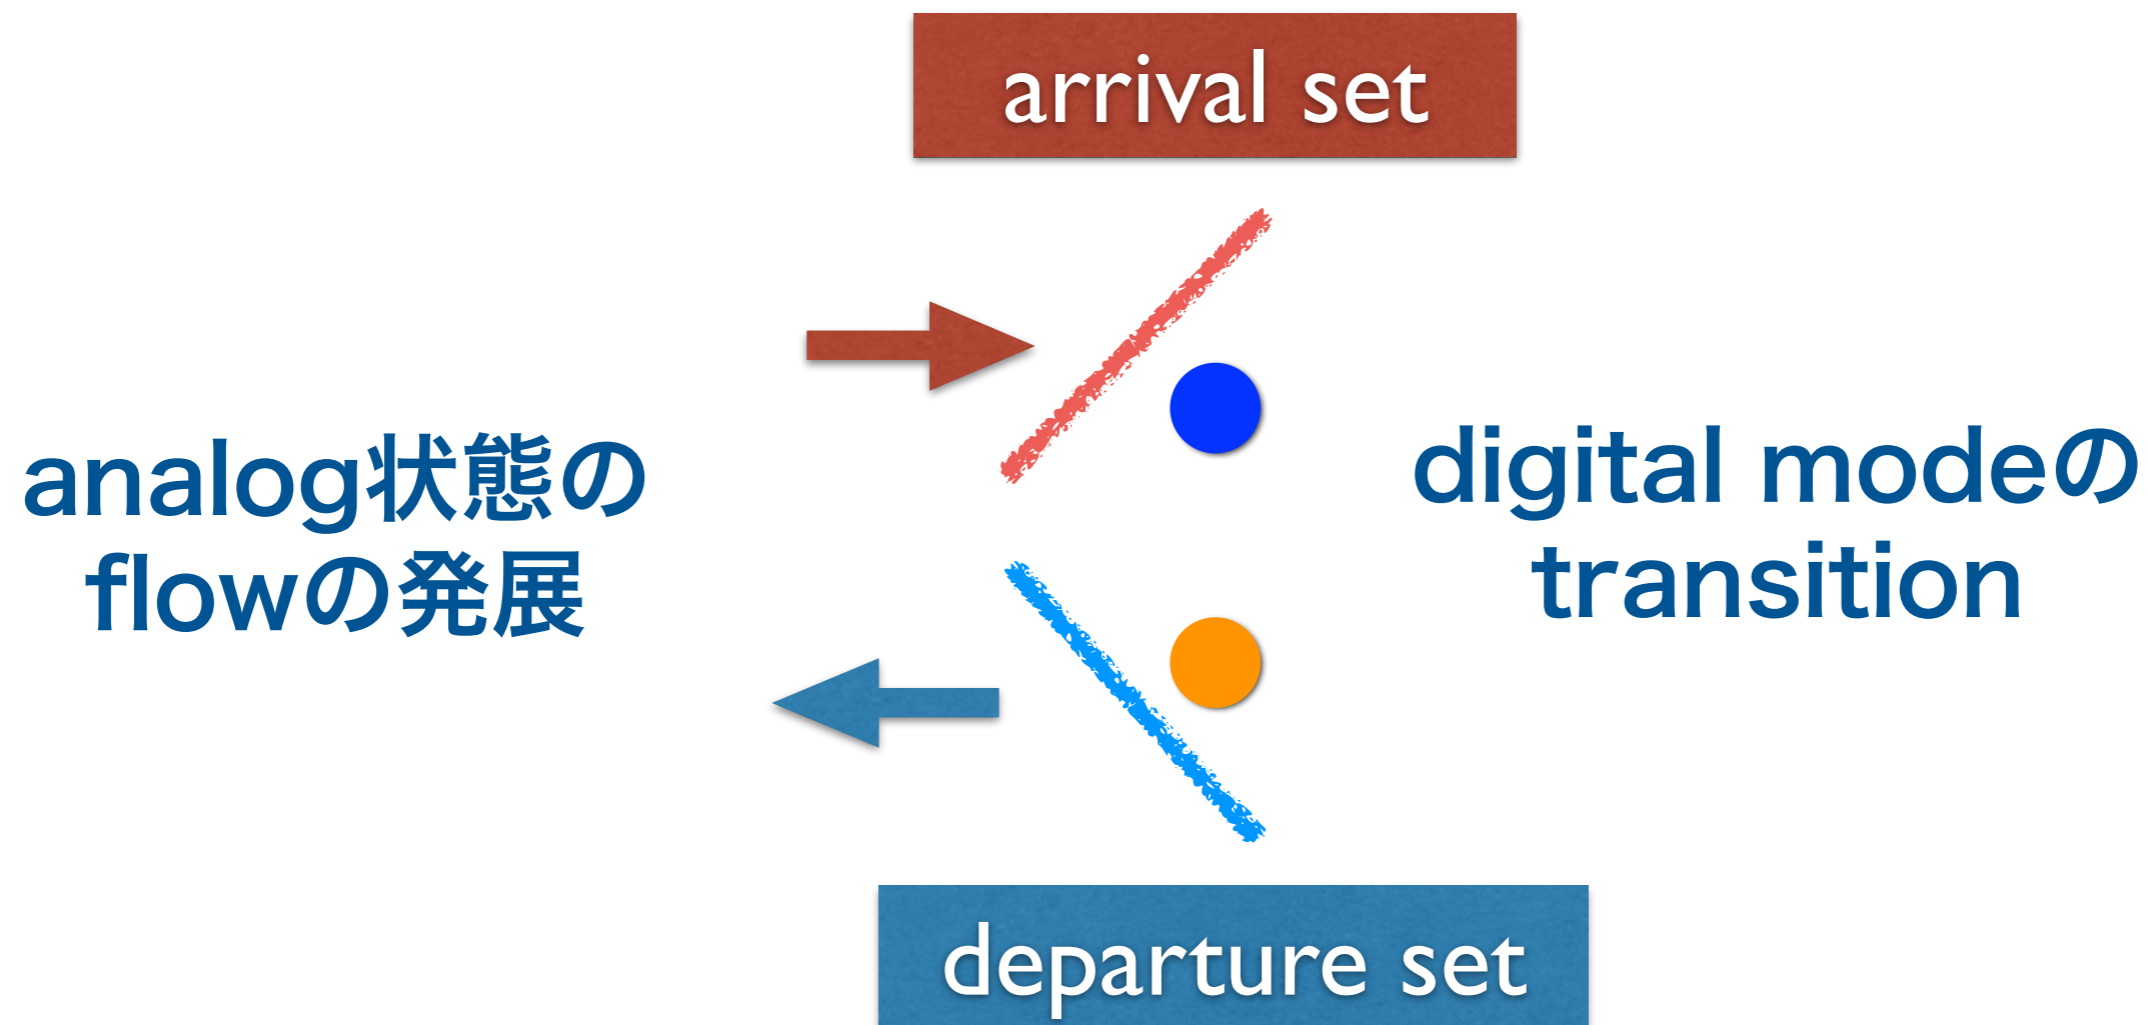 arrival set
analog状態の
flowの発展
digital modeの
transition
departure set